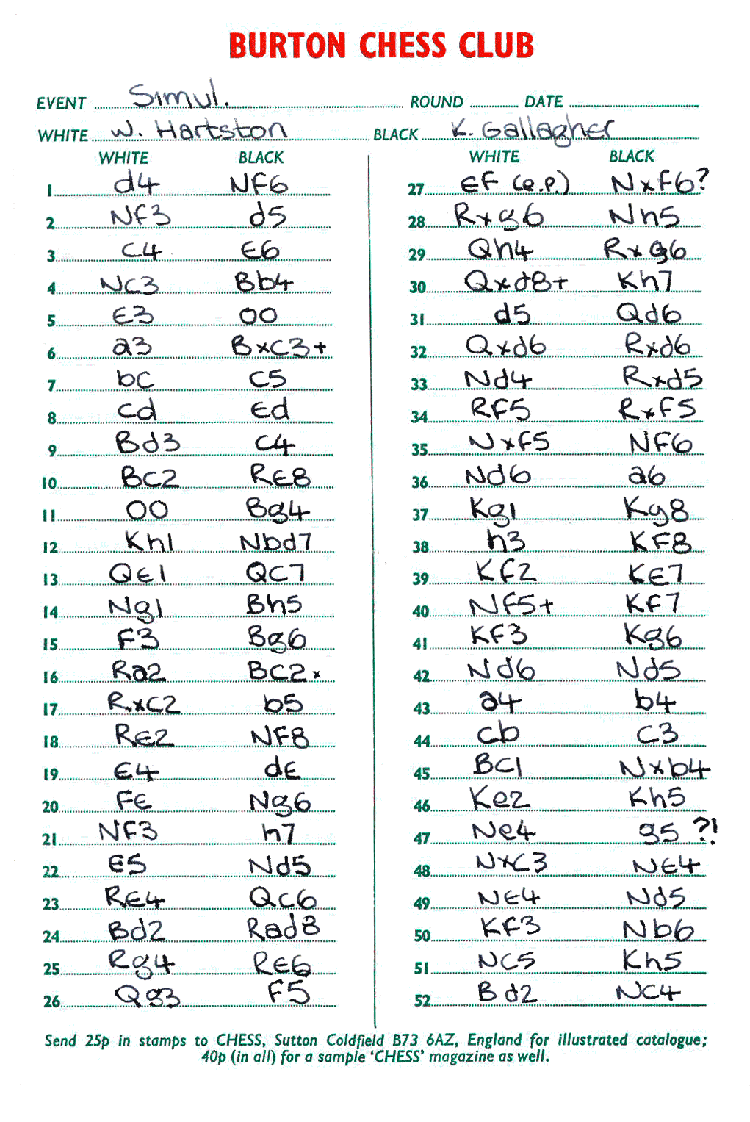 BURTON CHESS CLUB
EVENT Simul. ROUND DATE
WHITE W. Hartston BLACK K. Gallagher
WHITE BLACK
1 d4 NF6
2 NF3 d5
3 C4 E6
4 NC3 Bb4
5 E3 00
6 a3 BxC3+
7 bC C5
8 Cd Ed
9 Bd3 C4
10 BC2 RE8
11 OO Bg4
12 Kh1 Nbd7
13 QE1 QC7
14 Ng1 Bh5
15 F3 Bg6
16 Ra2 BC2x
17 RxC2 b5
18 RE2 NF8
19 E4 dE
20 FE Ng6
21 NF3 h7
22 E5 Nd5
23 RE4 QC6
24 Bd2 Rad8
25 Rg4 RE6
26 Qg3 F5
WHITE BLACK
27 EF (e.p.) NxF6?
28 Rxg6 Nh5
29 Qh4 Rxg6
30 Qxd8+ Kh7
31 d5 Qd6
32 Qxd6 Rxd6
33 Nd4 Rxd5
34 RF5 RxF5
35 NxF5 NF6
36 Nd6 a6
37 Kg1 Kg8
38 h3 KF8
39 KF2 KE7
40 NF5+ KF7
41 KF3 Kg6
42 Nd6 Nd5
43 a4 b4
44 cb C3
45 BC1 Nxb4
46 Ke2 Kh5
47 Ne4 g5 ?!
48 NxC3 NE4
49 NE4 Nd5
50 KF3 Nb6
51 NC5 Kh5
52 Bd2 NC4
Send 25p in stamps to CHESS, Sutton Coldfield B73 6AZ, England for illustrated catalogue;
40p (in all) for a sample 'CHESS' magazine as well.